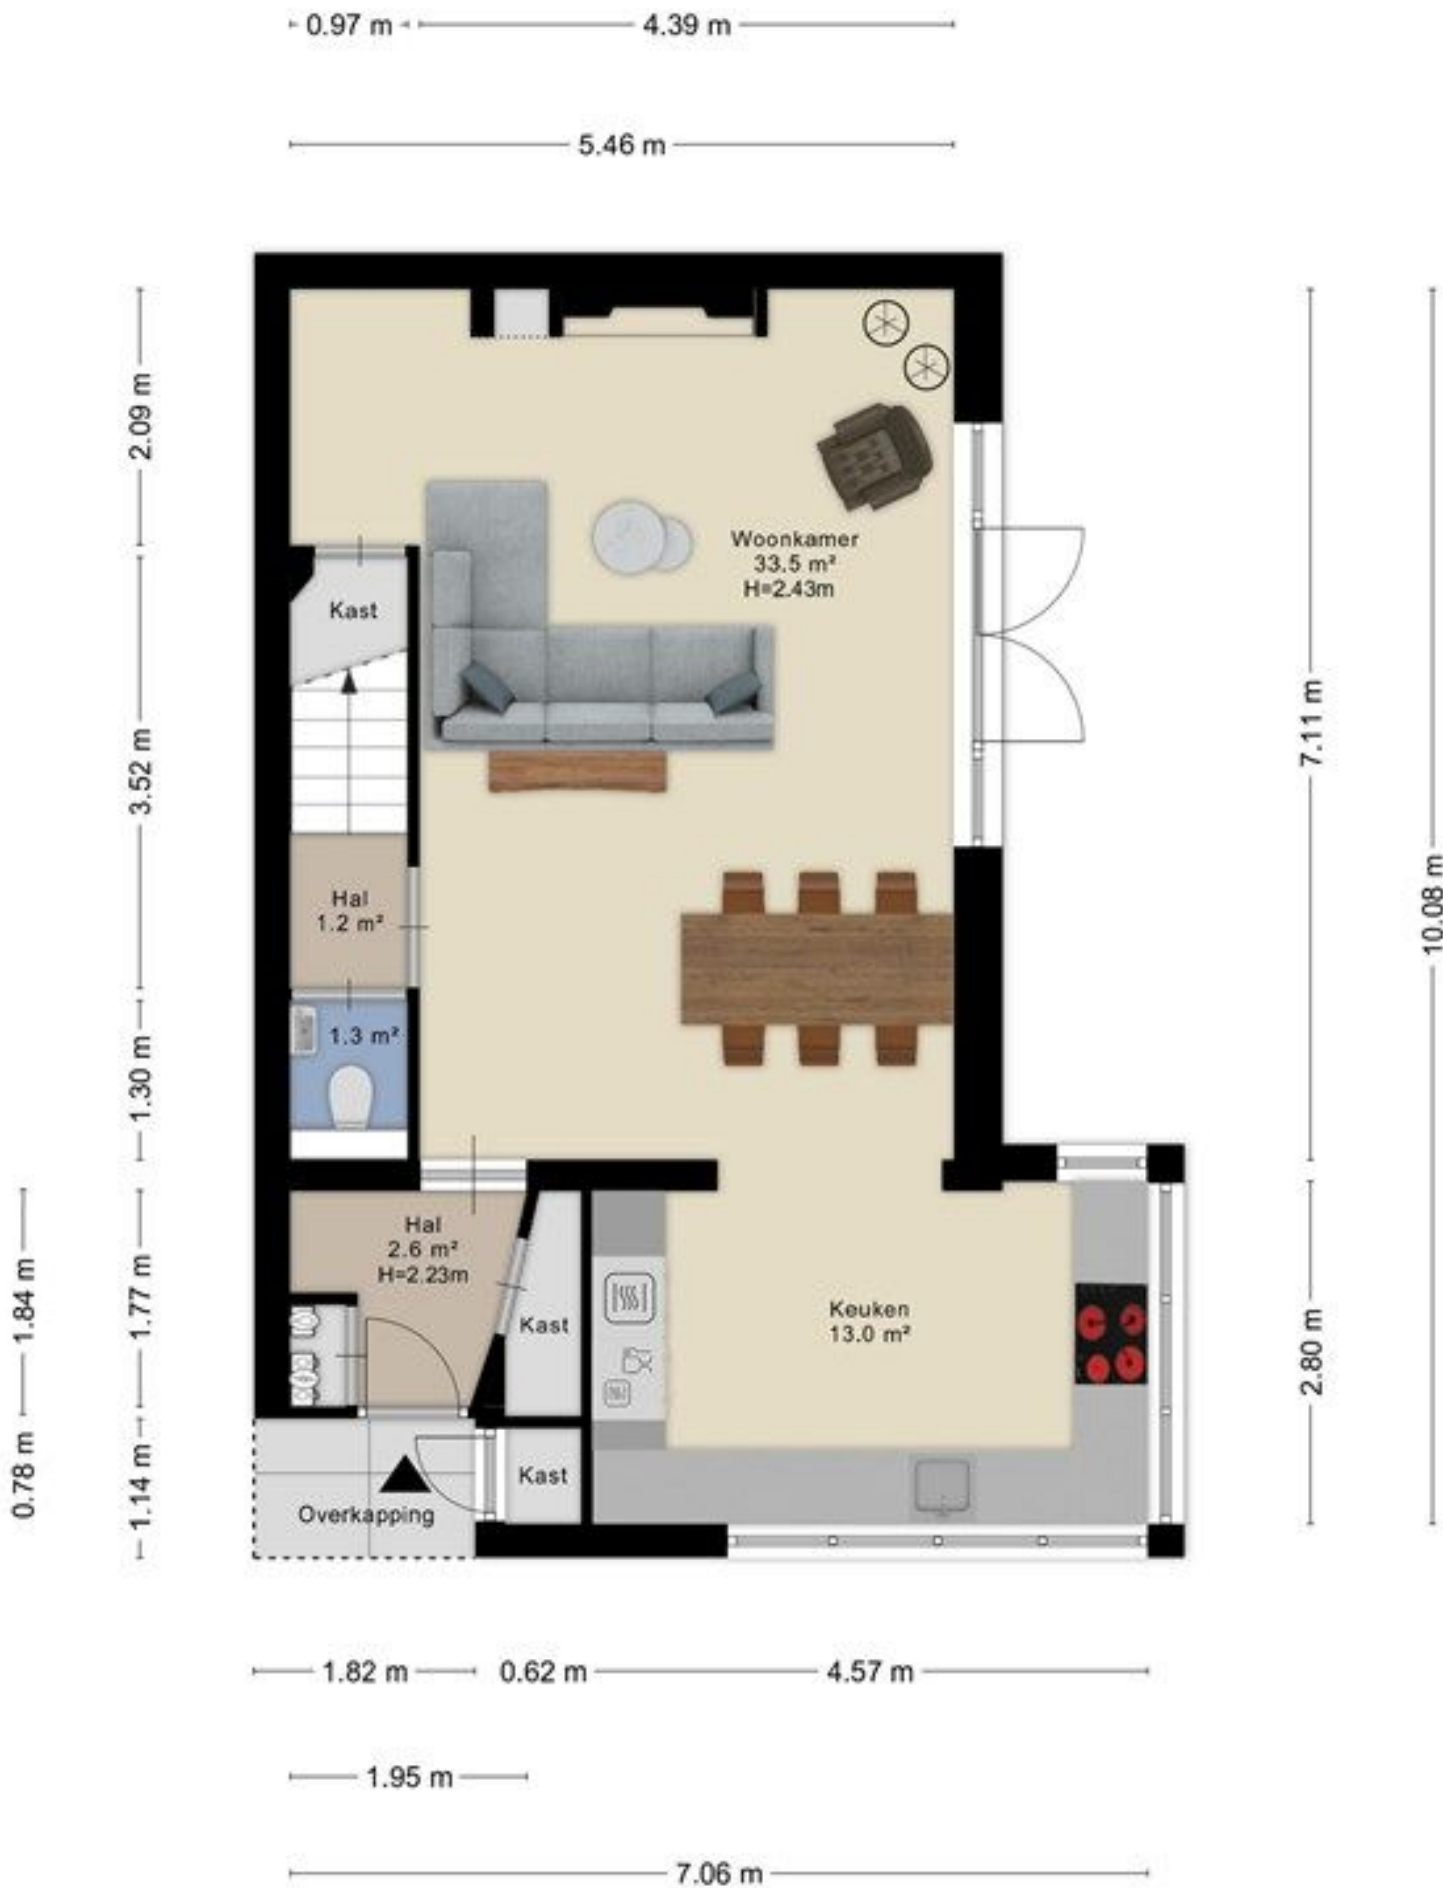 0.97 m
4.39 m
5.46 m
2.09 m
Woonkamer
33.5 m²
H=2.43m
Kast
7.11 m
3.52 m
10.08 m
Hal
1.2 m²
1.3 m²
1.30 m
Hal
2.6 m²
H=2.23m
1.84 m
1.77 m
Kast
Keuken
13.0 m²
2.80 m
0.78 m
1.14 m
Kast
Overkapping
1.82 m
0.62 m
4.57 m
1.95 m
7.06 m